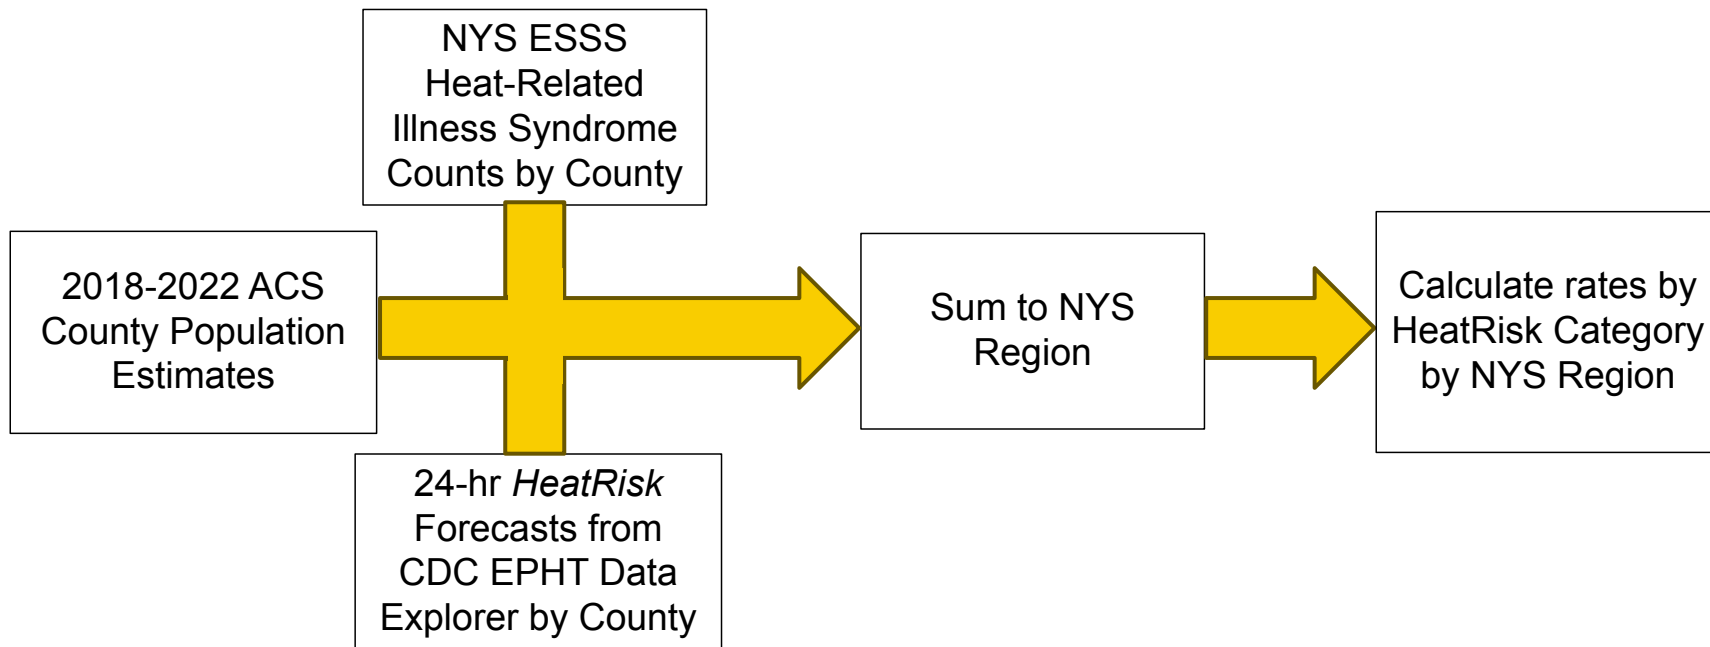 NYS ESSS
Heat-Related
Illness Syndrome
Counts by County
2018-2022 ACS
County Population
Estimates
24-hr HeatRisk
Forecasts from
CDC EPHT Data
Explorer by County
Sum to NYS
Region
Calculate rates by
HeatRisk Category
by NYS Region